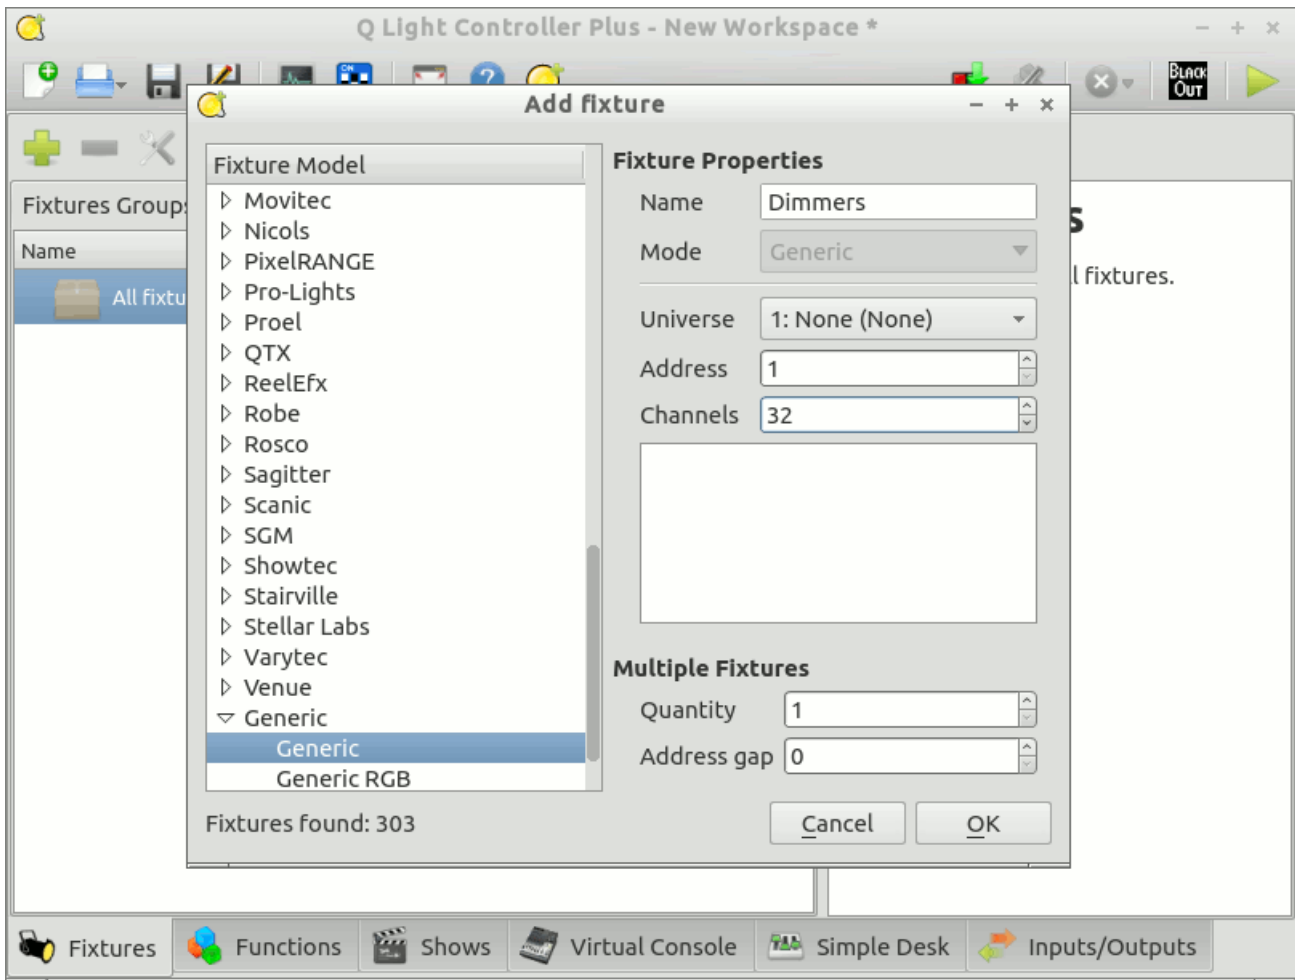 Q Light Controller Plus - New Workspace *
BLACK
OUT
Add fixture
Fixture Model
Movitec
Nicols
PixelRANGE
Pro-Lights
Proel
QTX
ReelEfx
Robe
Rosco
Sagitter
Scanic
SGM
Showtec
Stairville
Stellar Labs
Varytec
Venue
Generic
Generic
Generic RGB
Fixtures found: 303
Fixture Properties
Name Dimmers
Mode Generic
Universe 1: None (None)
Address 1
Channels 32
Multiple Fixtures
Quantity 1
Address gap 0
Cancel OK
Fixtures Group
Name
All fixtu
s
l fixtures.
ON
Fixtures Functions Shows Virtual Console Simple Desk Inputs/Outputs